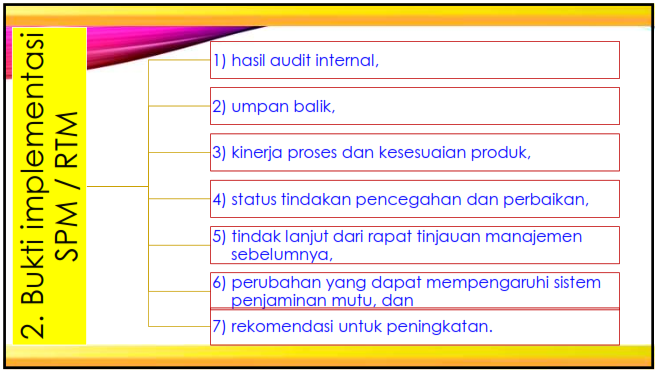 2. Bukti implementasi
SPM / RTM
1) hasil audit internal,
2) umpan balik,
3) kinerja proses dan kesesuaian produk,
4) status tindakan pencegahan dan perbaikan,
5) tindak lanjut dari rapat tinjauan manajemen
sebelumnya,
6) perubahan yang dapat mempengaruhi sistem
penjaminan mutu, dan
7) rekomendasi untuk peningkatan.